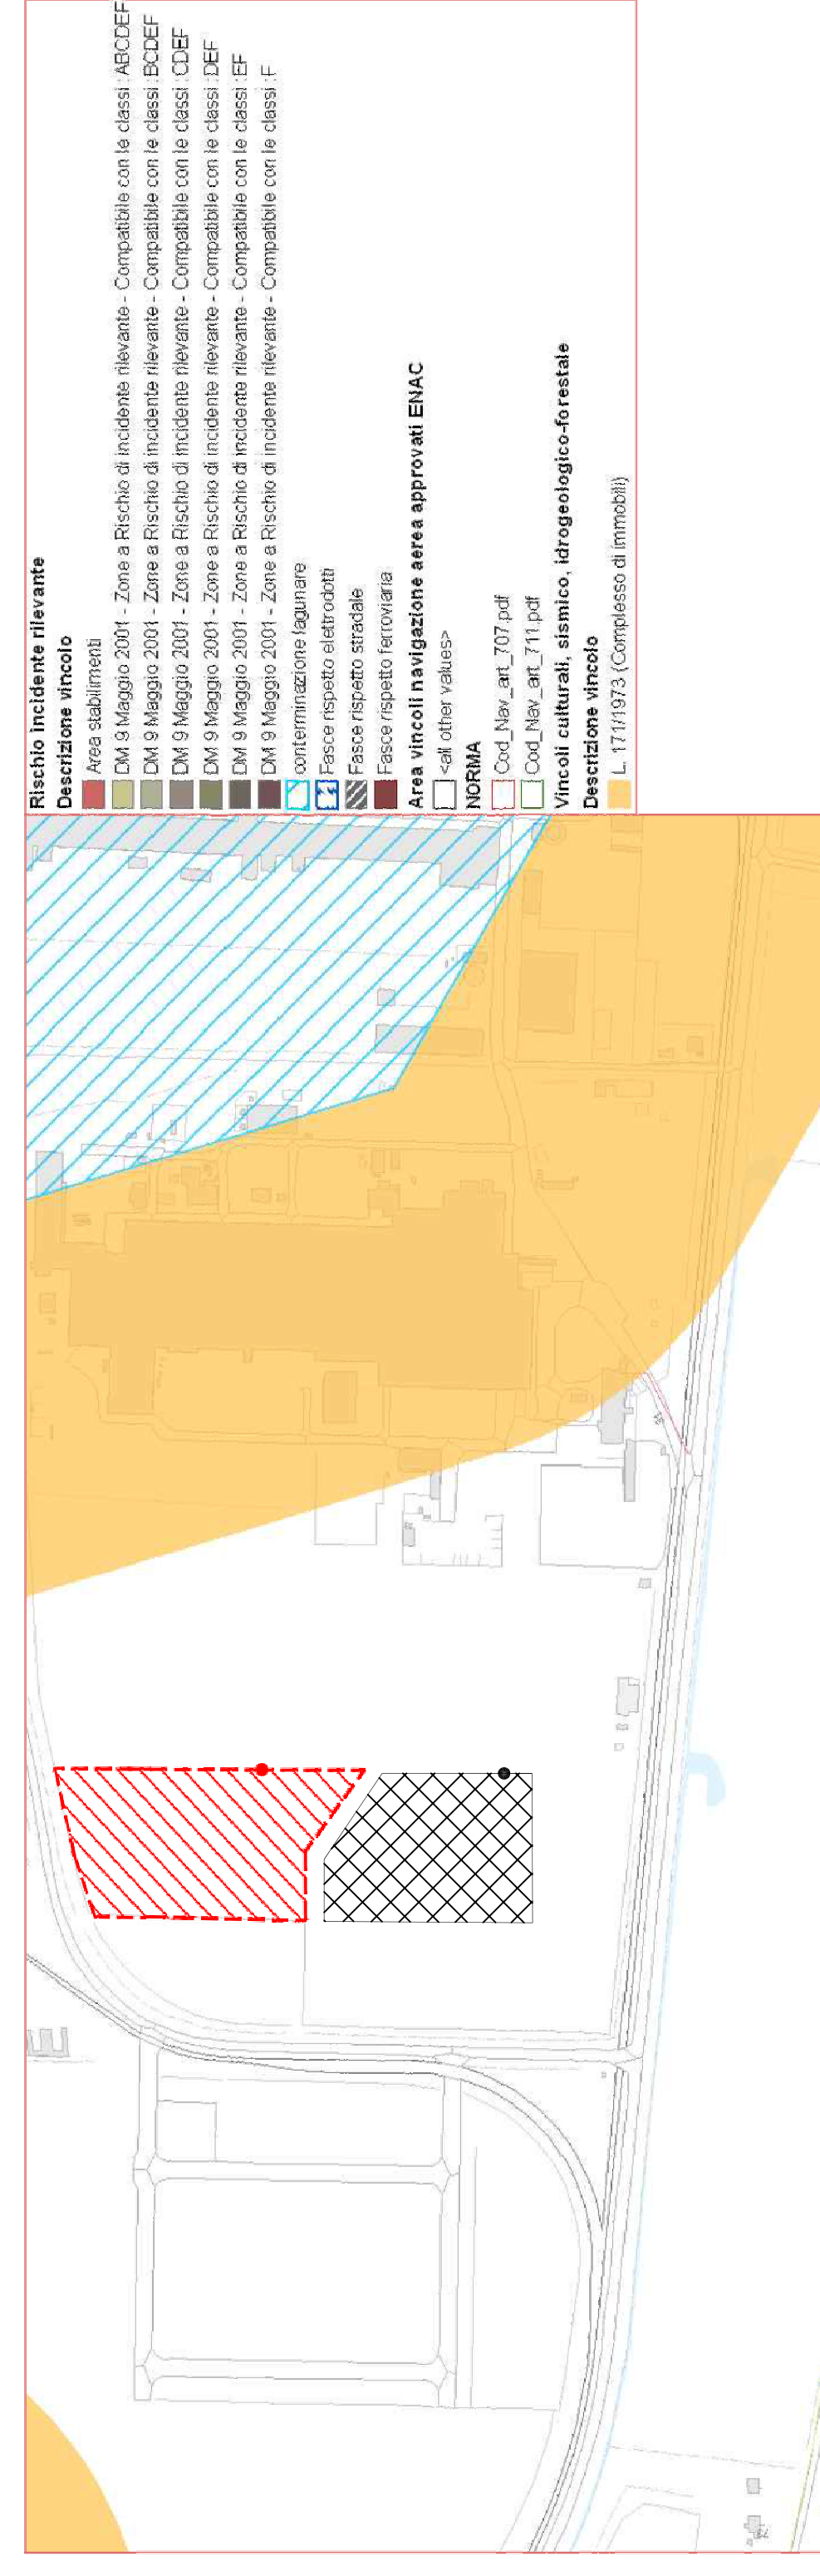 Rischio incidente rilevante
Descrizione vincolo
Area stabilimenti
DM 9 Maggio 2001 - Zone a Rischio di incidente rilevante - Compatibile con le classi : ABCDEF
DM 9 Maggio 2001 - Zone a Rischio di incidente rilevante - Compatibile con le classi : BCDEF
DM 9 Maggio 2001 - Zone a Rischio di incidente rilevante - Compatibile con le classi : CDEF
DM 9 Maggio 2001 - Zone a Rischio di incidente rilevante - Compatibile con le classi : DEF
DM 9 Maggio 2001 - Zone a Rischio di incidente rilevante - Compatibile con le classi : EF
DM 9 Maggio 2001 - Zone a Rischio di incidente rilevante - Compatibile con le classi : F
conterminazione lagunare
Fasce rispetto elettrodotti
Fasce rispetto stradale
Fasce rispetto ferroviaria
Area vincoli navigazione aerea approvati ENAC
<all other values>
NORMA
Cod_Nav_art_707.pdf
Cod_Nav_art_711.pdf
Vincoli culturali, sismico, idrogeologico-forestale
Descrizione vincolo
L. 171/1973 (Complesso di immobili)